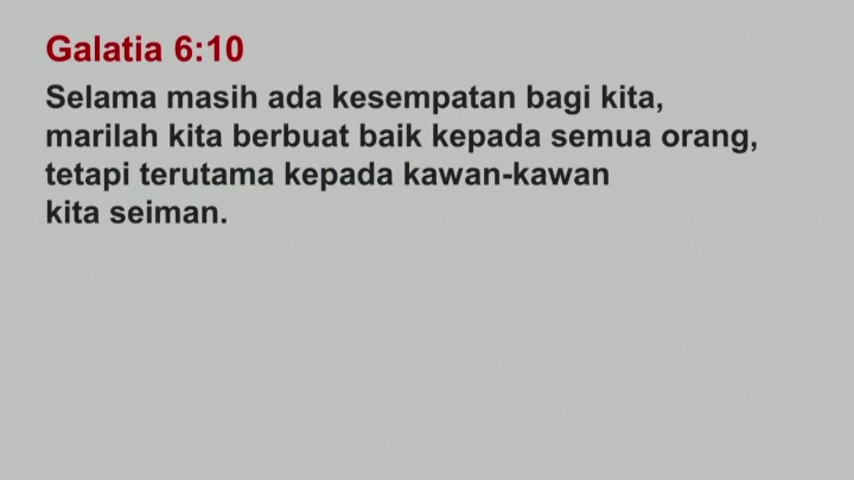 Galatia 6:10
Selama masih ada kesempatan bagi kita,
marilah kita berbuat baik kepada semua orang,
tetapi terutama kepada kawan-kawan
kita seiman.